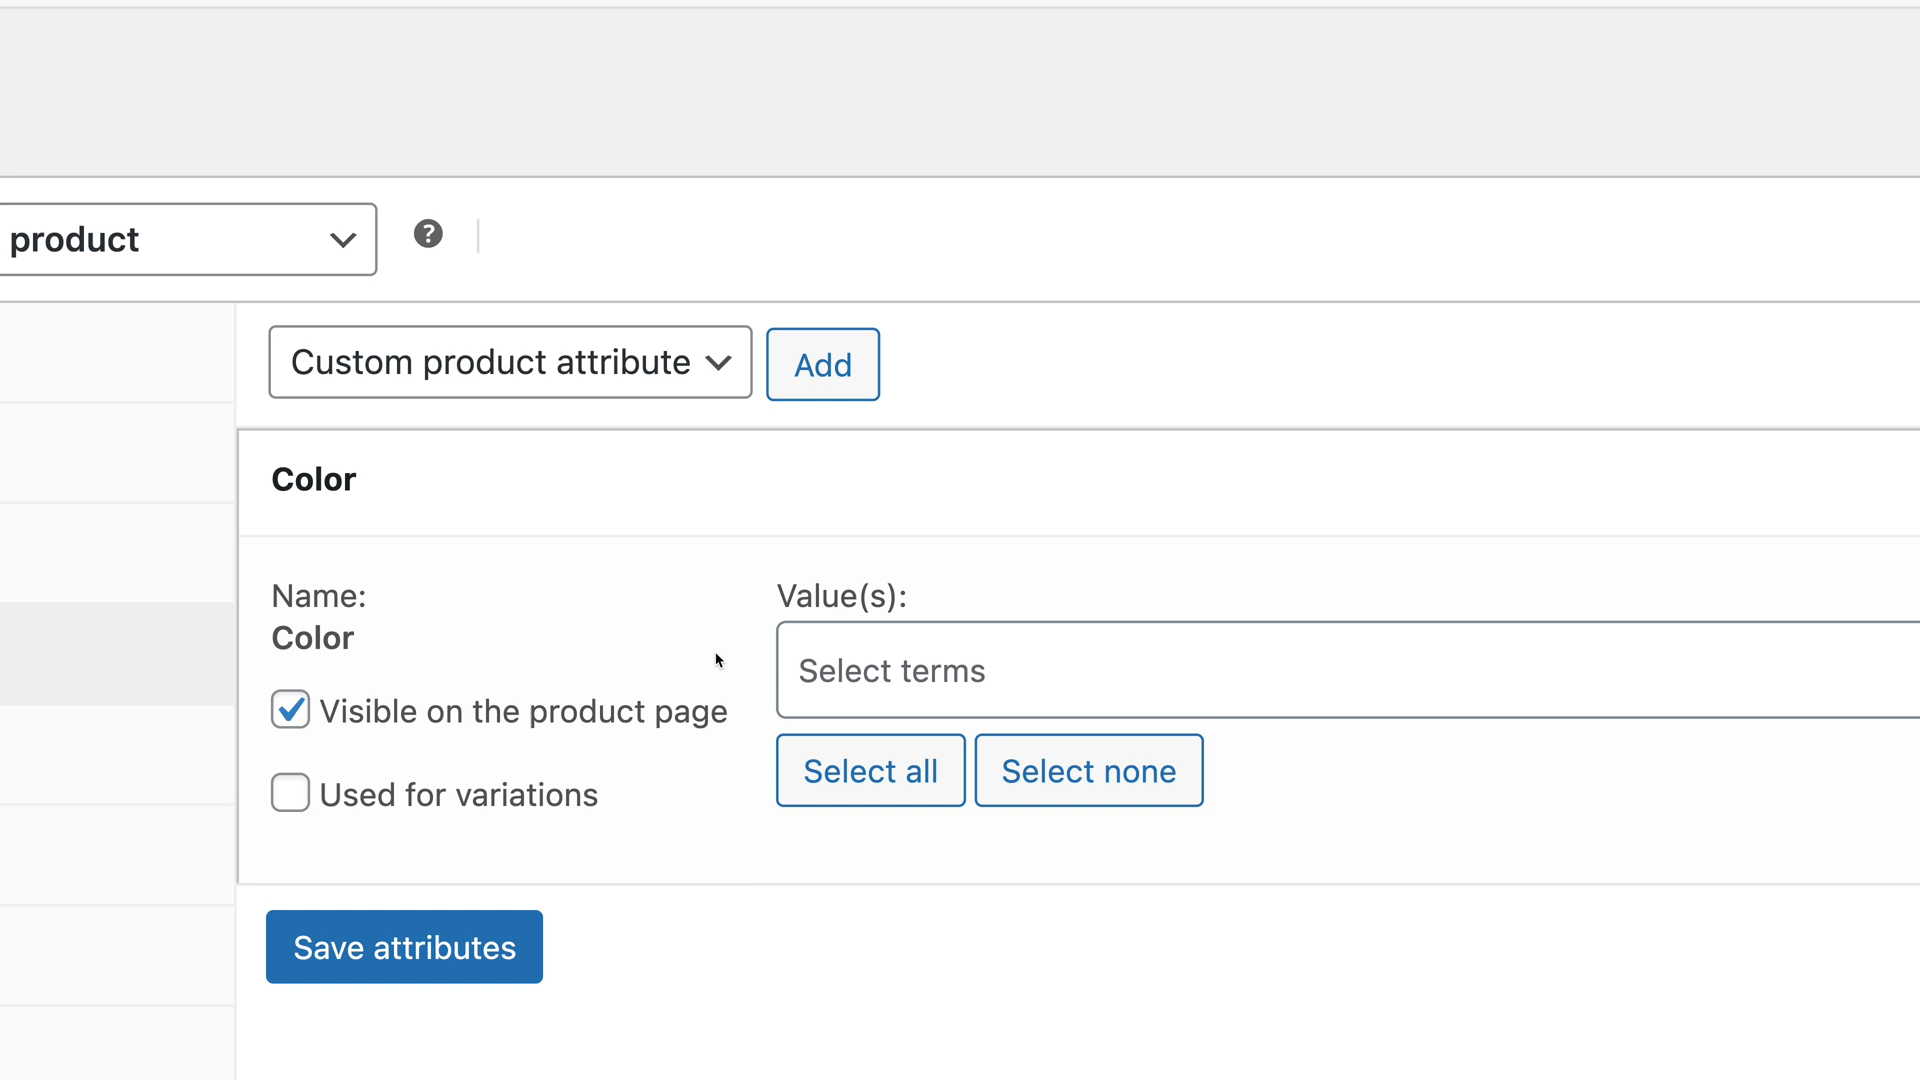 product
?
Custom product attribute
Add
Color
Name:
Value(s):
Color
Select terms
Visible on the product page
Select all
Select none
Used for variations
Save attributes